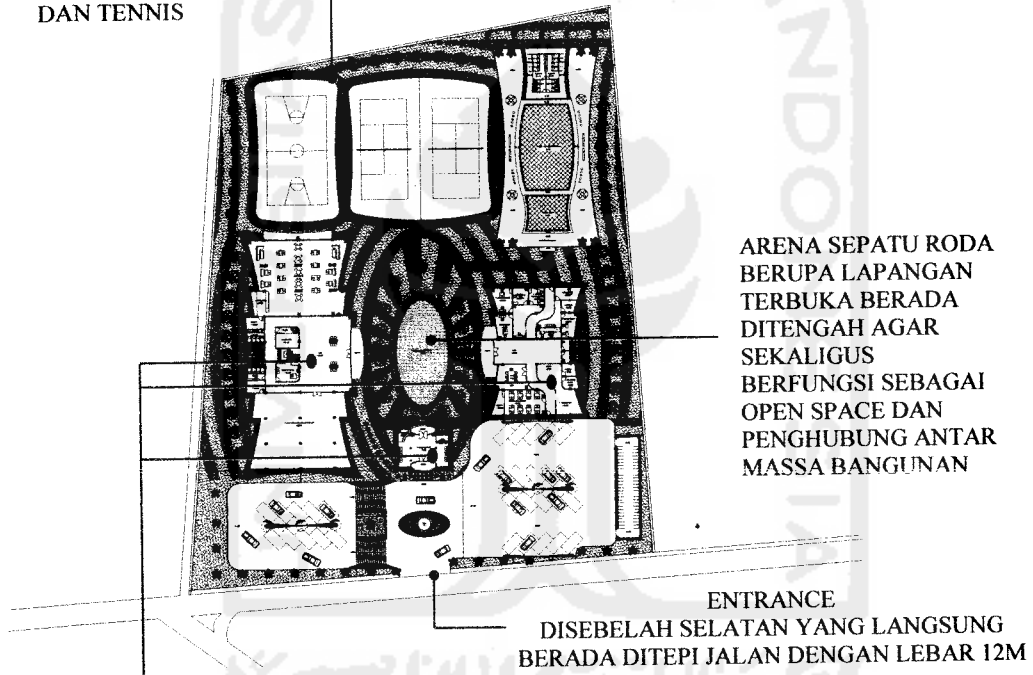 DAN TENNIS
ARENA SEPATU RODA
BERUPA LAPANGAN
TERBUKA BERADA
DITENGAH AGAR
SEKALIGUS
BERFUNGSI SEBAGAI
OPEN SPACE DAN
PENGHUBUNG ANTAR
MASSA BANGUNAN
ENTRANCE
DISEBELAH SELATAN YANG LANGSUNG
BERADA DITEPI JALAN DENGAN LEBAR 12M